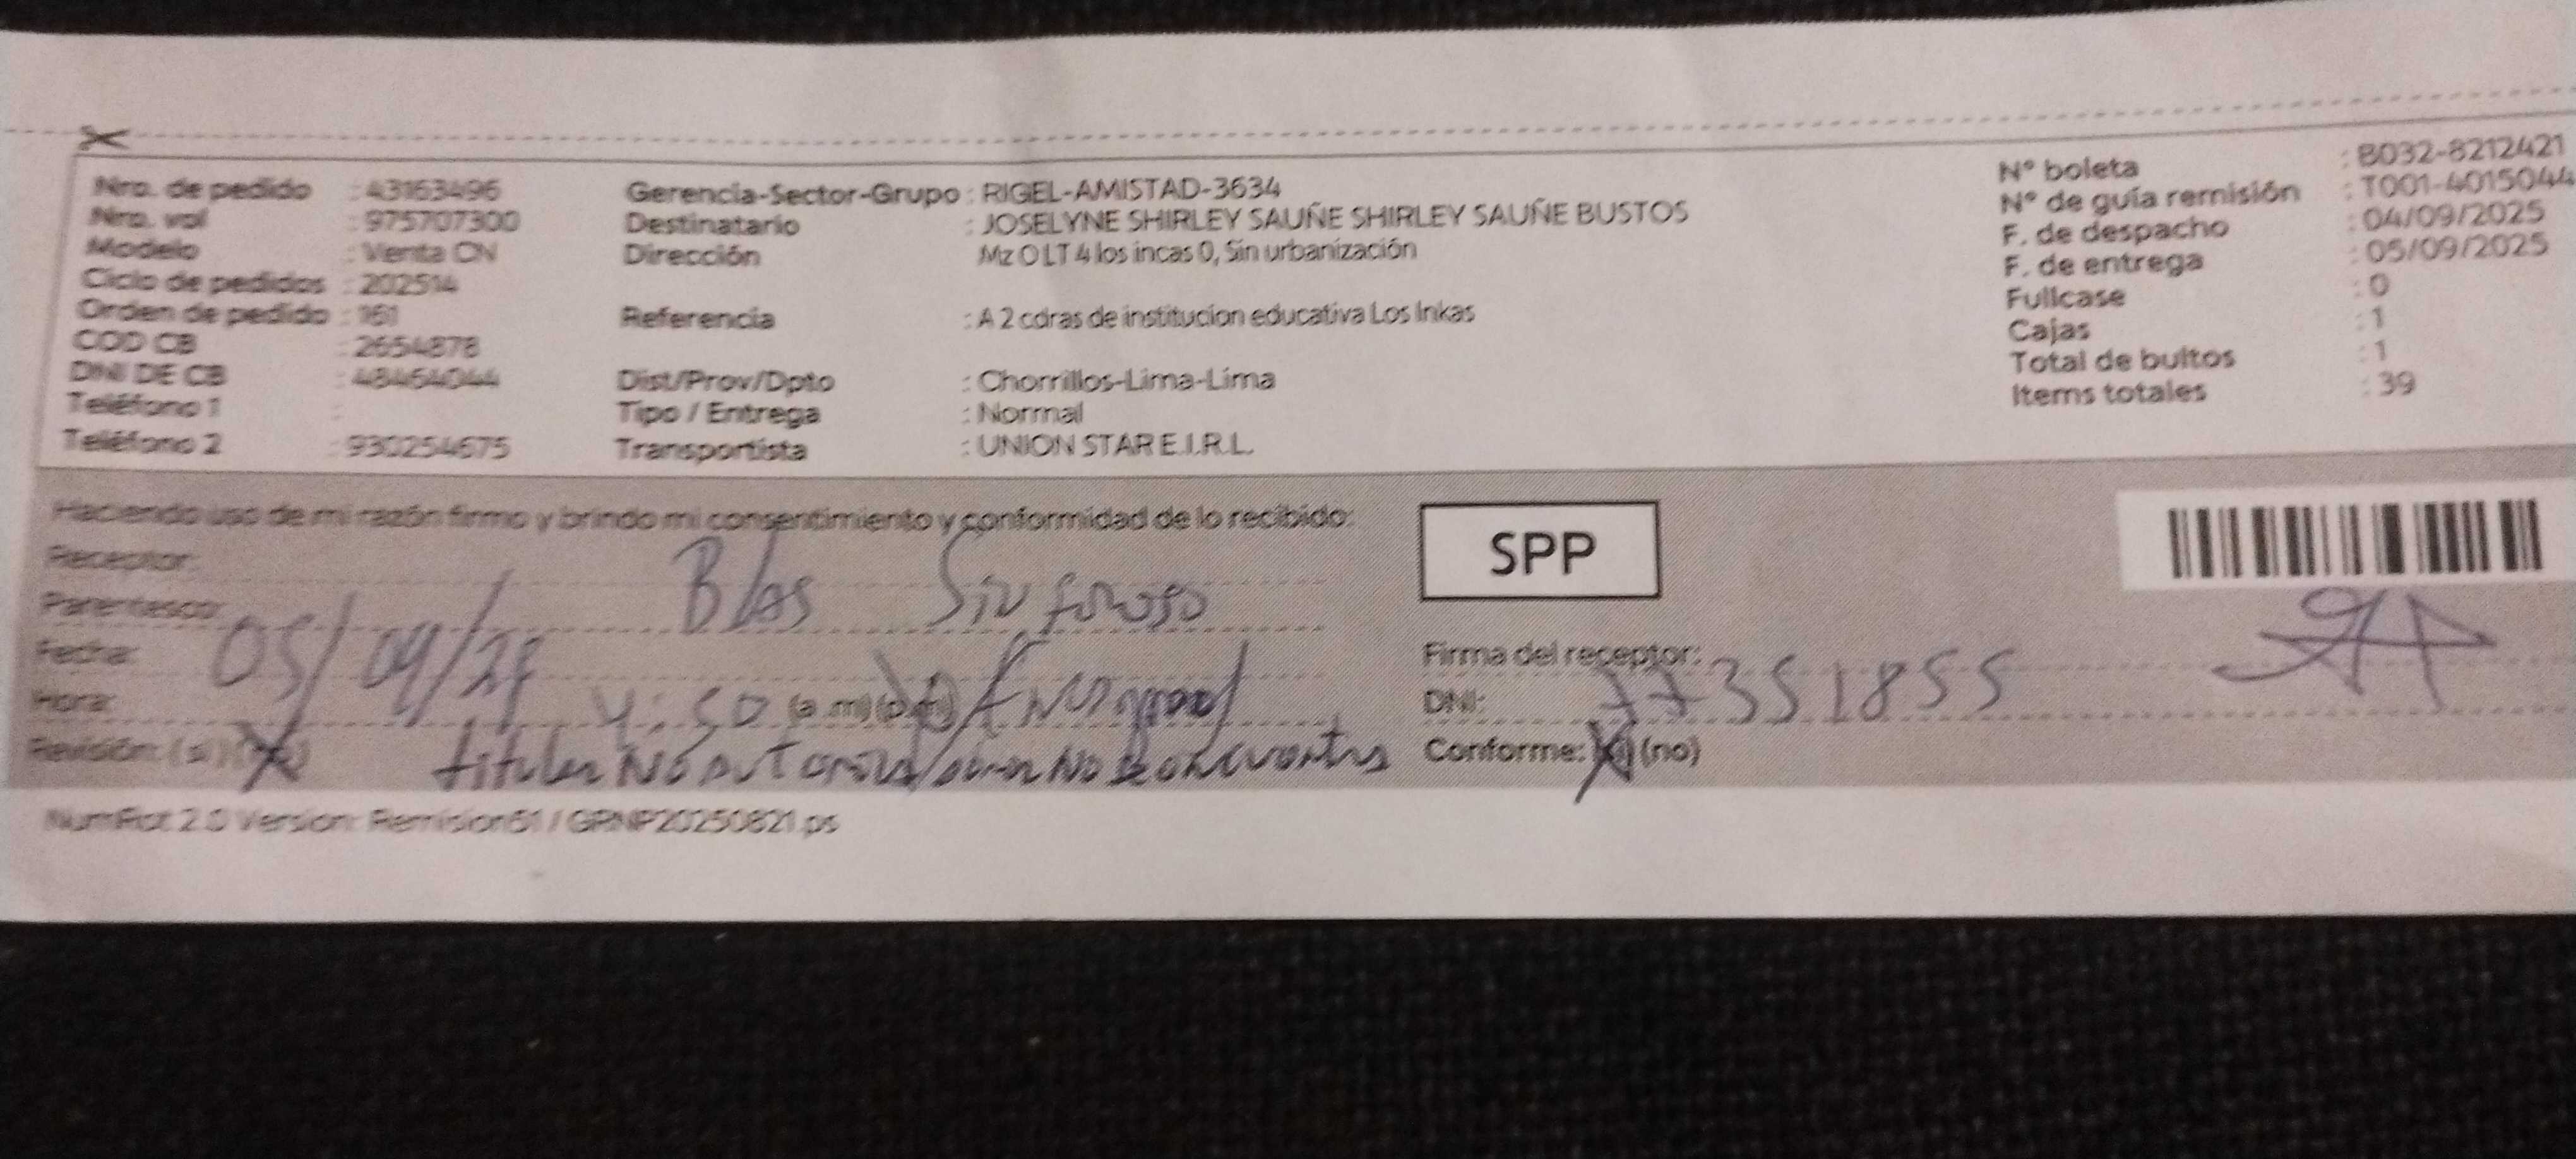 Nro. de pedido : 43163496
Nro. vol : 975707300
Modelo : Venta CN
Ciclo de pedidos : 202514
Orden de pedido : 161
COD CB : 2654878
DNI DE CB : 48464044
Teléfono 1 :
Teléfono 2 : 930254675
Gerencia-Sector-Grupo : RIGEL-AMISTAD-3634
Destinatario : JOSELYNE SHIRLEY SAUÑE SHIRLEY SAUÑE BUSTOS
Dirección Mz O LT 4 los incas 0, Sin urbanización
Referencia : A 2 cdras de institucion educativa Los Inkas
Dist/Prov/Dpto : Chorrillos-Lima-Lima
Tipo / Entrega : Normal
Transportista : UNION STAR E.I.R.L.
N° boleta : B032-8212421
N° de guía remisión : T001-4015044
F. de despacho : 04/09/2025
F. de entrega : 05/09/2025
Fullcase : 0
Cajas : 1
Total de bultos : 1
Items totales : 39
Haciendo uso de mi razón firmo y brindo mi consentimiento y conformidad de lo recibido:
Receptor: Blas
Parentesco:
Fecha: 05/09/25
Hora: 4:50 (a.m)
Revisión: (si)
titular No
SPP
Firma del receptor:
DNI: 77351855
Conforme: (si) (no)
NumRot 2.0 Version: Remision61 / GRNP20250821.ps